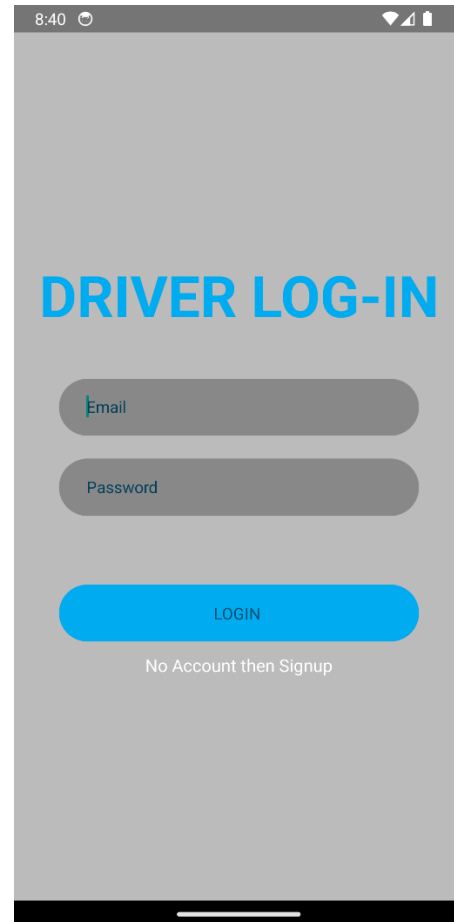 8:40
DRIVER LOG-IN
Email
Password
LOGIN
No Account then Signup